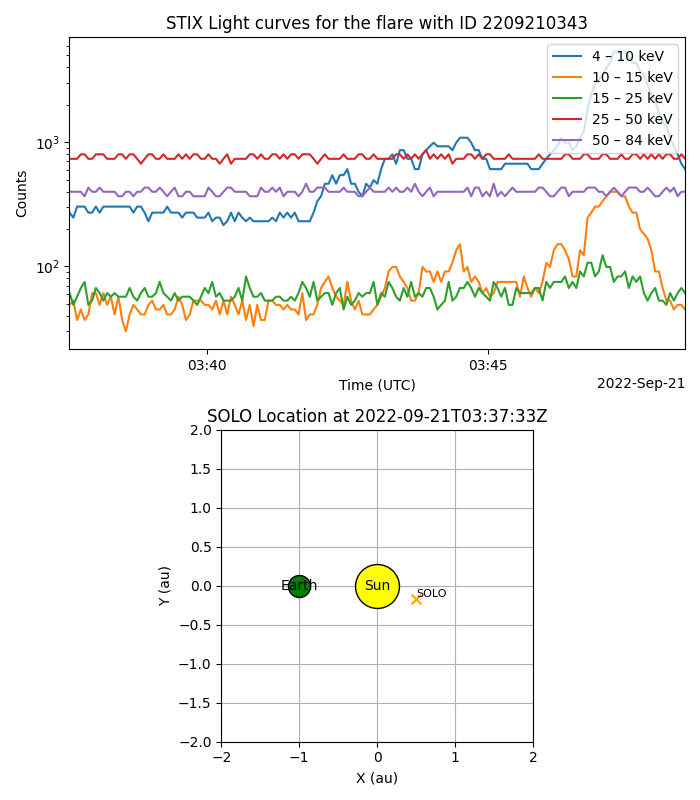 STIX Light curves for the flare with ID 2209210343
4 – 10 keV
10 – 15 keV
15 – 25 keV
25 – 50 keV
50 – 84 keV
10³
10²
Counts
03:40
03:45
Time (UTC)
2022-Sep-21
SOLO Location at 2022-09-21T03:37:33Z
2.0
1.5
1.0
0.5
0.0
−0.5
−1.0
−1.5
−2.0
Y (au)
Earth
Sun
SOLO
−2
−1
0
1
2
X (au)